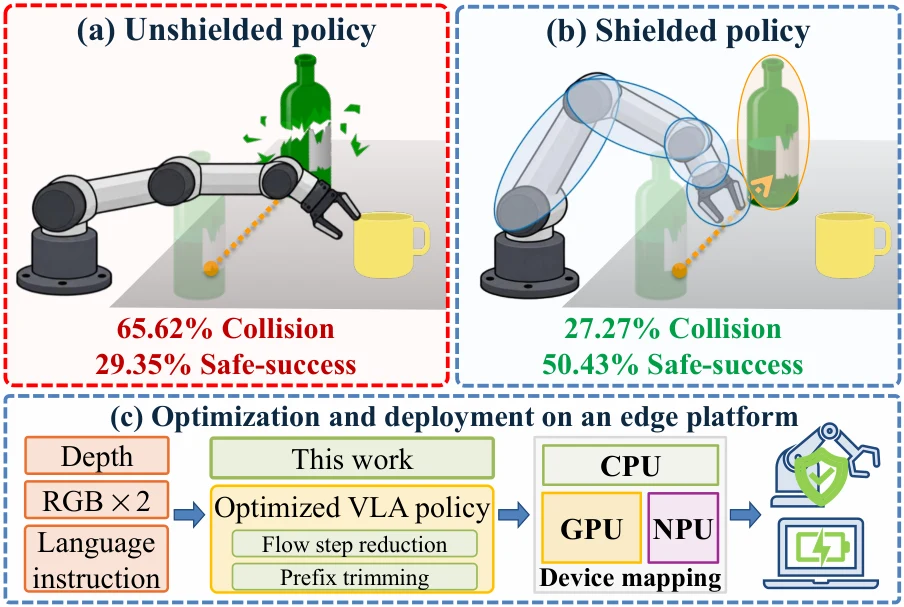 (a) Unshielded policy
65.62% Collision
29.35% Safe-success
(b) Shielded policy
27.27% Collision
50.43% Safe-success
(c) Optimization and deployment on an edge platform
Depth
RGB × 2
Language
instruction
This work
Optimized VLA policy
Flow step reduction
Prefix trimming
CPU
GPU
NPU
Device mapping